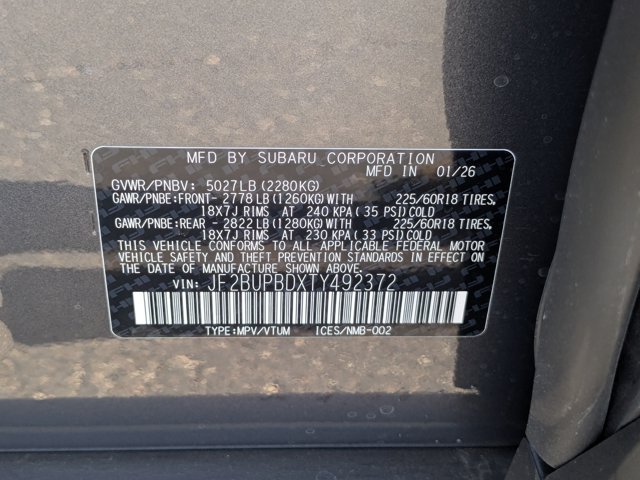 MFD BY SUBARU CORPORATION
MFD IN 01/26
GVWR/PNBV: 5027LB(2280KG)
GAWR/PNBE:FRONT- 2778 LB(1260KG)WITH 225/60R18 TIRES,
18X7J RIMS AT 240 KPA(35 PSI)COLD
GAWR/PNBE:REAR - 2822 LB(1280KG)WITH 225/60R18 TIRES,
18X7J RIMS AT 230 KPA(33 PSI)COLD
THIS VEHICLE CONFORMS TO ALL APPLICABLE FEDERAL MOTOR
VEHICLE SAFETY AND THEFT PREVENTION STANDARDS IN EFFECT ON
THE DATE OF MANUFACTURE SHOWN ABOVE.
VIN: JF2BUPBDXTY492372
TYPE:MPV/VTUM ICES/NMB-002